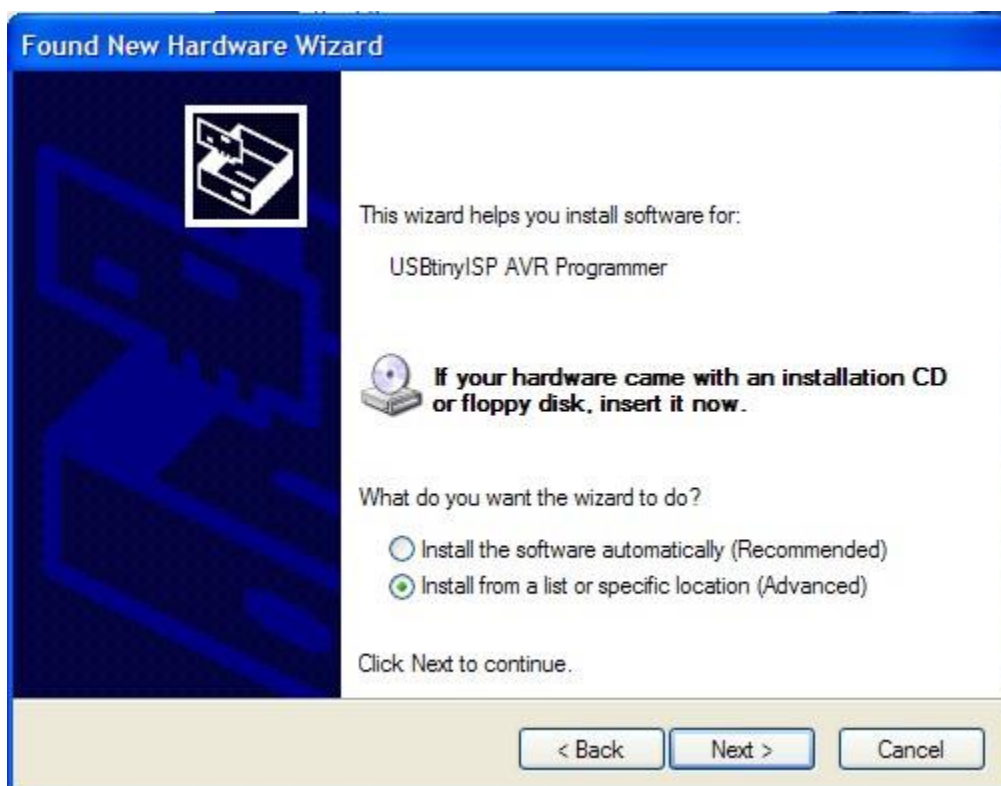 Found New Hardware Wizard
This wizard helps you install software for:
USBtinyISP AVR Programmer
If your hardware came with an installation CD
or floppy disk, insert it now.
What do you want the wizard to do?
Install the software automatically (Recommended)
Install from a list or specific location (Advanced)
Click Next to continue.
< Back
Next >
Cancel